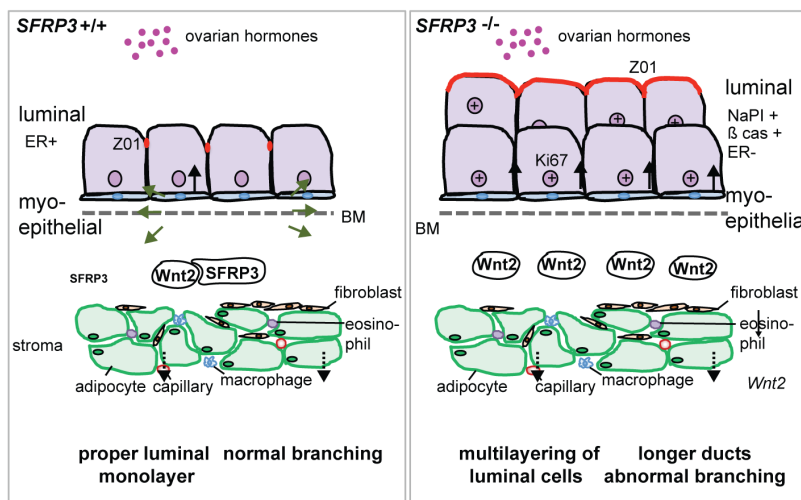 SFRP3 +/+
ovarian hormones
luminal
ER+
Z01
myo-
epithelial
BM
SFRP3
Wnt2
SFRP3
fibroblast
eosino-
phil
stroma
adipocyte
capillary
macrophage
proper luminal
monolayer
normal branching
SFRP3 -/-
ovarian hormones
Z01
luminal
NaPI +
ß cas +
ER-
+ + + +
Ki67
+ + + +
myo-
epithelial
BM
Wnt2 Wnt2 Wnt2 Wnt2
fibroblast
eosino-
phil
adipocyte
capillary
macrophage
Wnt2
multilayering of
luminal cells
longer ducts
abnormal branching